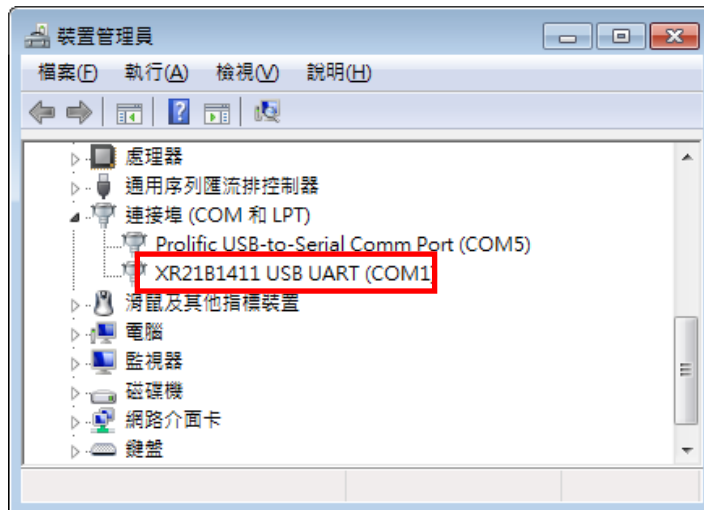 裝置管理員
檔案(F) 執行(A) 檢視(V) 說明(H)
處理器
通用序列匯流排控制器
連接埠 (COM 和 LPT)
Prolific USB-to-Serial Comm Port (COM5)
XR21B1411 USB UART (COM1)
滑鼠及其他指標裝置
電腦
監視器
磁碟機
網路介面卡
鍵盤